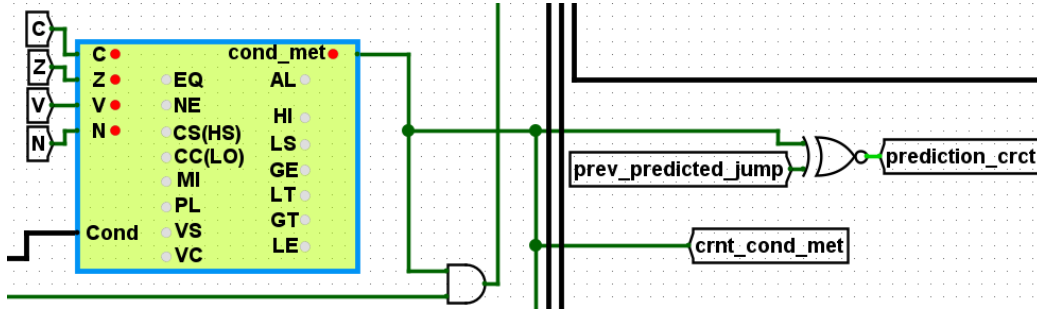 C
Z
V
N
C
Z
V
N
Cond
cond_met
EQ
NE
CS(HS)
CC(LO)
MI
PL
VS
VC
AL
HI
LS
GE
LT
GT
LE
prev_predicted_jump
prediction_crct
crnt_cond_met